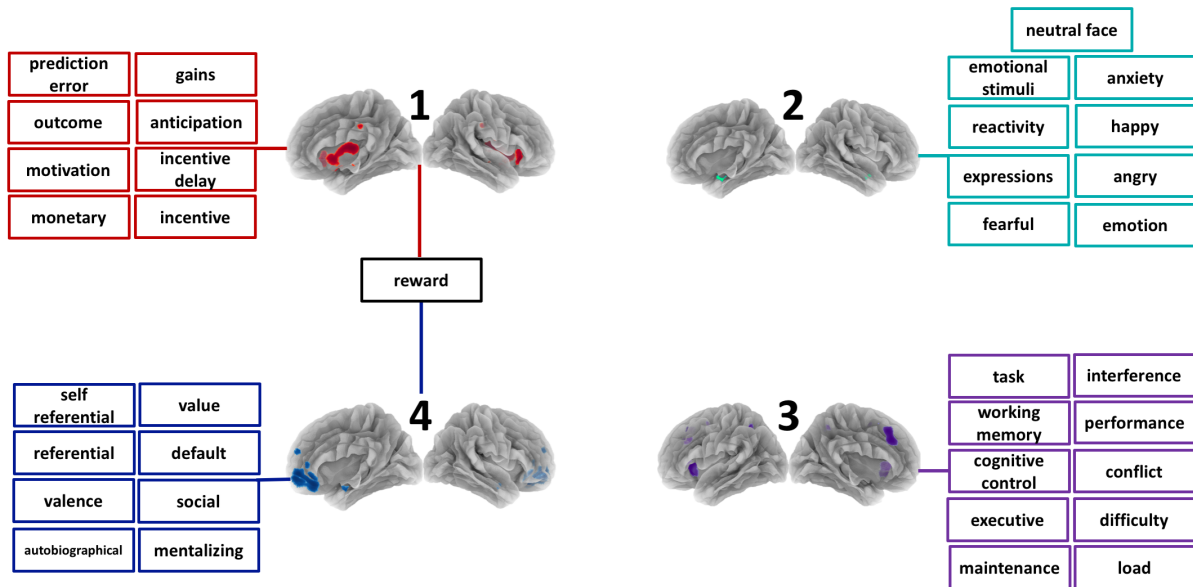 neutral face
prediction
error
gains
outcome
anticipation
motivation
incentive
delay
monetary
incentive
1
2
emotional
stimuli
anxiety
reactivity
happy
expressions
angry
fearful
emotion
reward
self
referential
value
referential
default
valence
social
autobiographical
mentalizing
4
3
task
interference
working
memory
performance
cognitive
control
conflict
executive
difficulty
maintenance
load